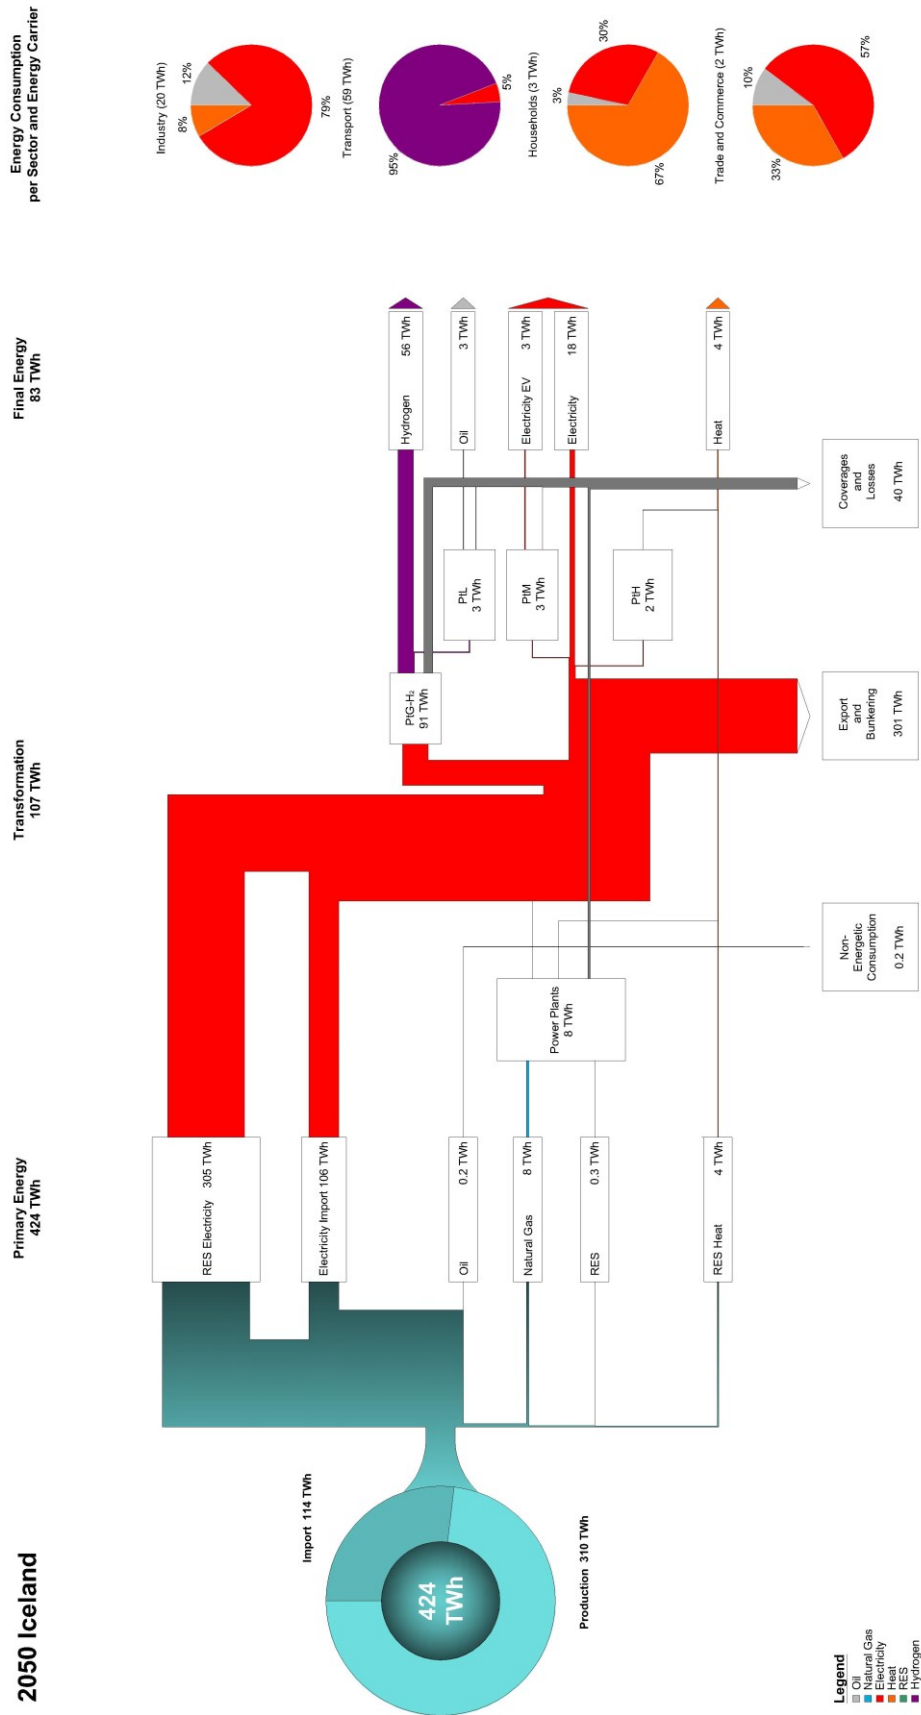 2050 Iceland
Primary Energy
424 TWh
Transformation
107 TWh
Final Energy
83 TWh
Energy Consumption
per Sector and Energy Carrier
Import 114 TWh
424
TWh
Production 310 TWh
RES Electricity 305 TWh
Electricity Import 106 TWh
Oil 0.2 TWh
Natural Gas 8 TWh
RES 0.3 TWh
RES Heat 4 TWh
Power Plants
8 TWh
PtG-H₂
91 TWh
PtL
3 TWh
PtM
3 TWh
PtH
2 TWh
Hydrogen 56 TWh
Oil 3 TWh
Electricity EV 3 TWh
Electricity 18 TWh
Heat 4 TWh
Non-
Energetic
Consumption
0.2 TWh
Export
and
Bunkering
301 TWh
Coverages
and
Losses
40 TWh
Industry (20 TWh)
8%
12%
79%
Transport (59 TWh)
95%
5%
Households (3 TWh)
3%
30%
67%
Trade and Commerce (2 TWh)
10%
57%
33%
Legend
Oil
Natural Gas
Electricity
Heat
RES
Hydrogen